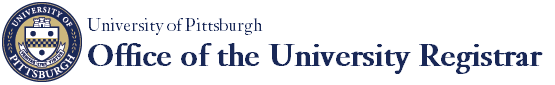 UNIVERSITY OF PITTSBURGH
University of Pittsburgh
Office of the University Registrar